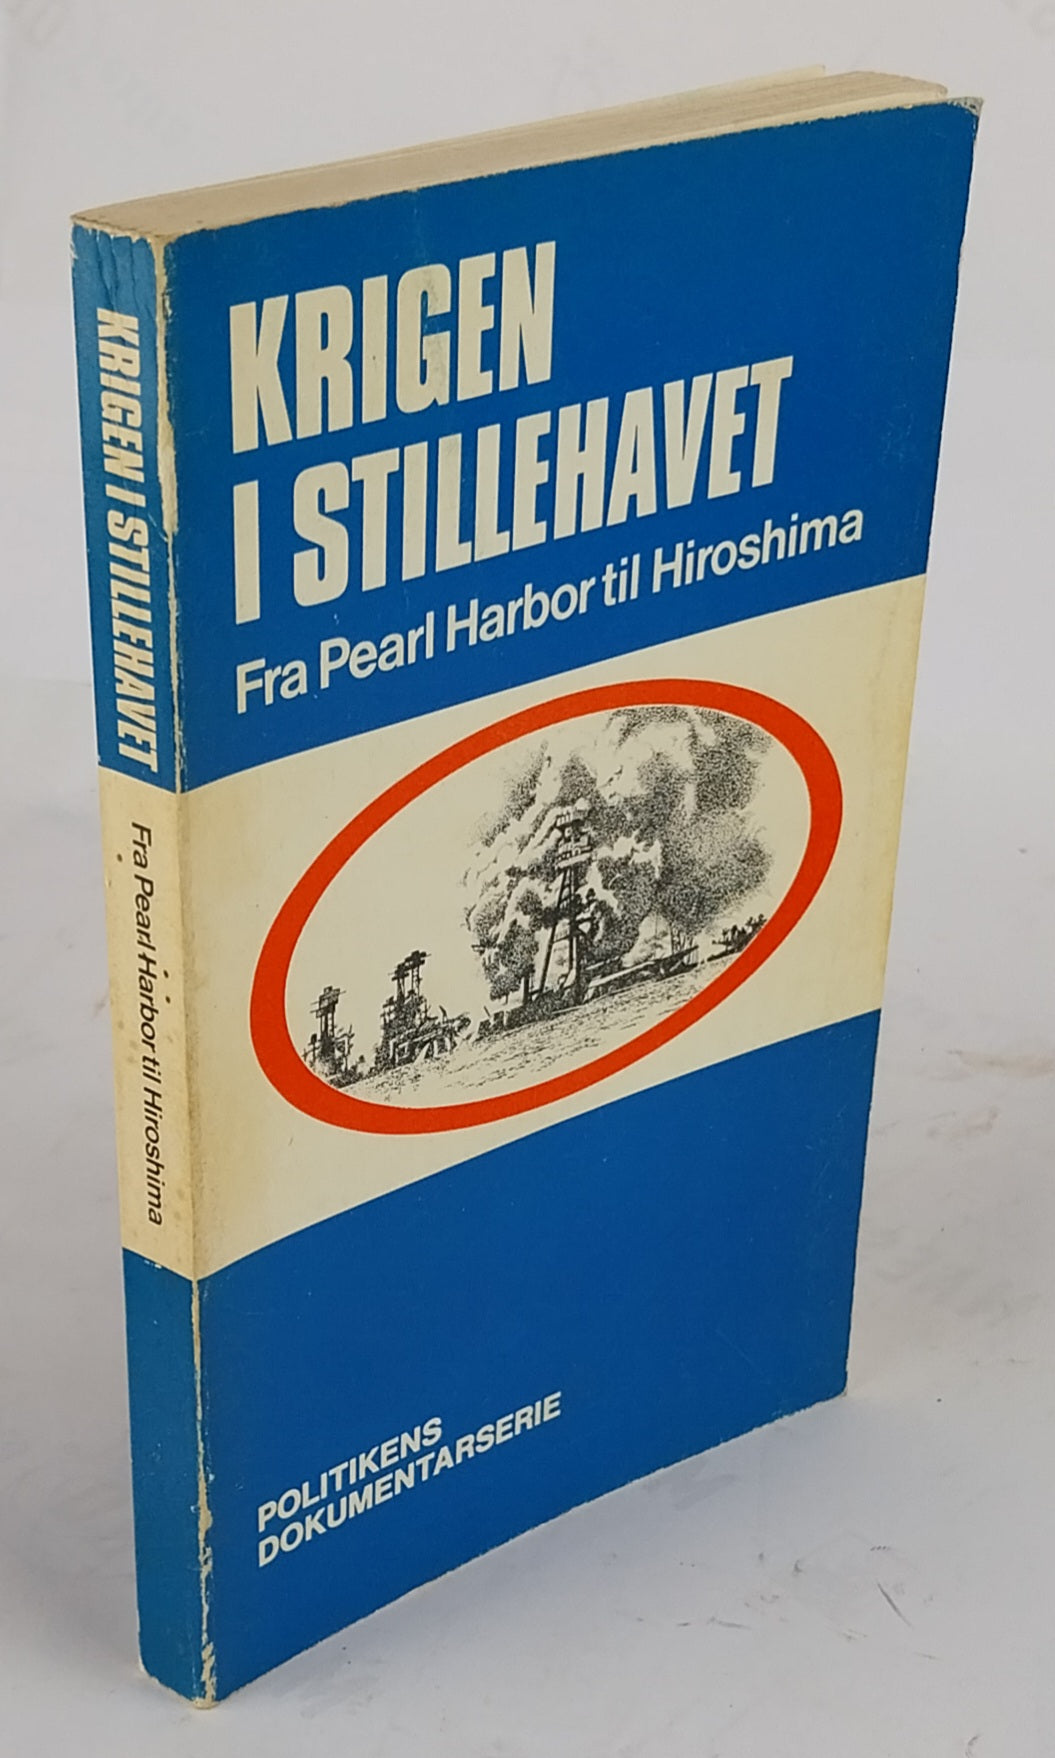 KRIGEN
I STILLEHAVET
Fra Pearl Harbor til Hiroshima
POLITIKENS
DOKUMENTARSERIE
KRIGEN I STILLEHAVET
Fra Pearl Harbor til Hiroshima